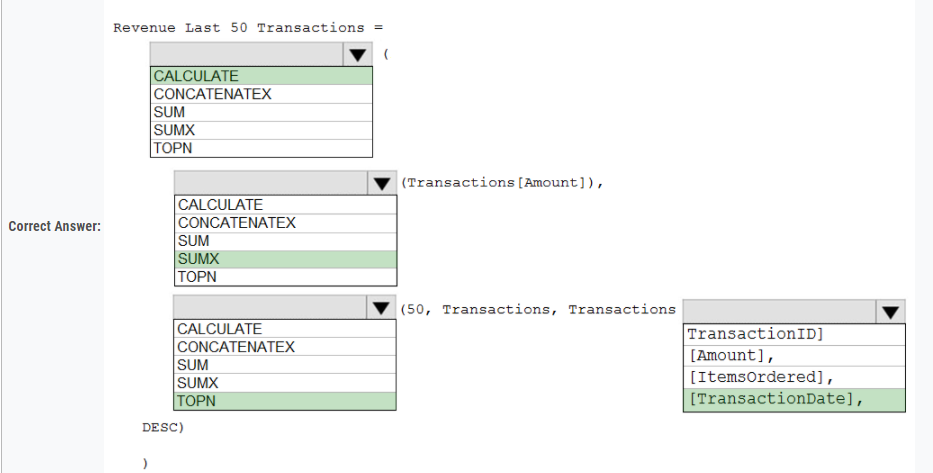 Revenue Last 50 Transactions =
(
CALCULATE
CONCATENATEX
SUM
SUMX
TOPN
(Transactions[Amount]),
CALCULATE
CONCATENATEX
SUM
SUMX
TOPN
Correct Answer:
(50, Transactions, Transactions
CALCULATE
CONCATENATEX
SUM
SUMX
TOPN
TransactionID]
[Amount],
[ItemsOrdered],
[TransactionDate],
DESC)
)